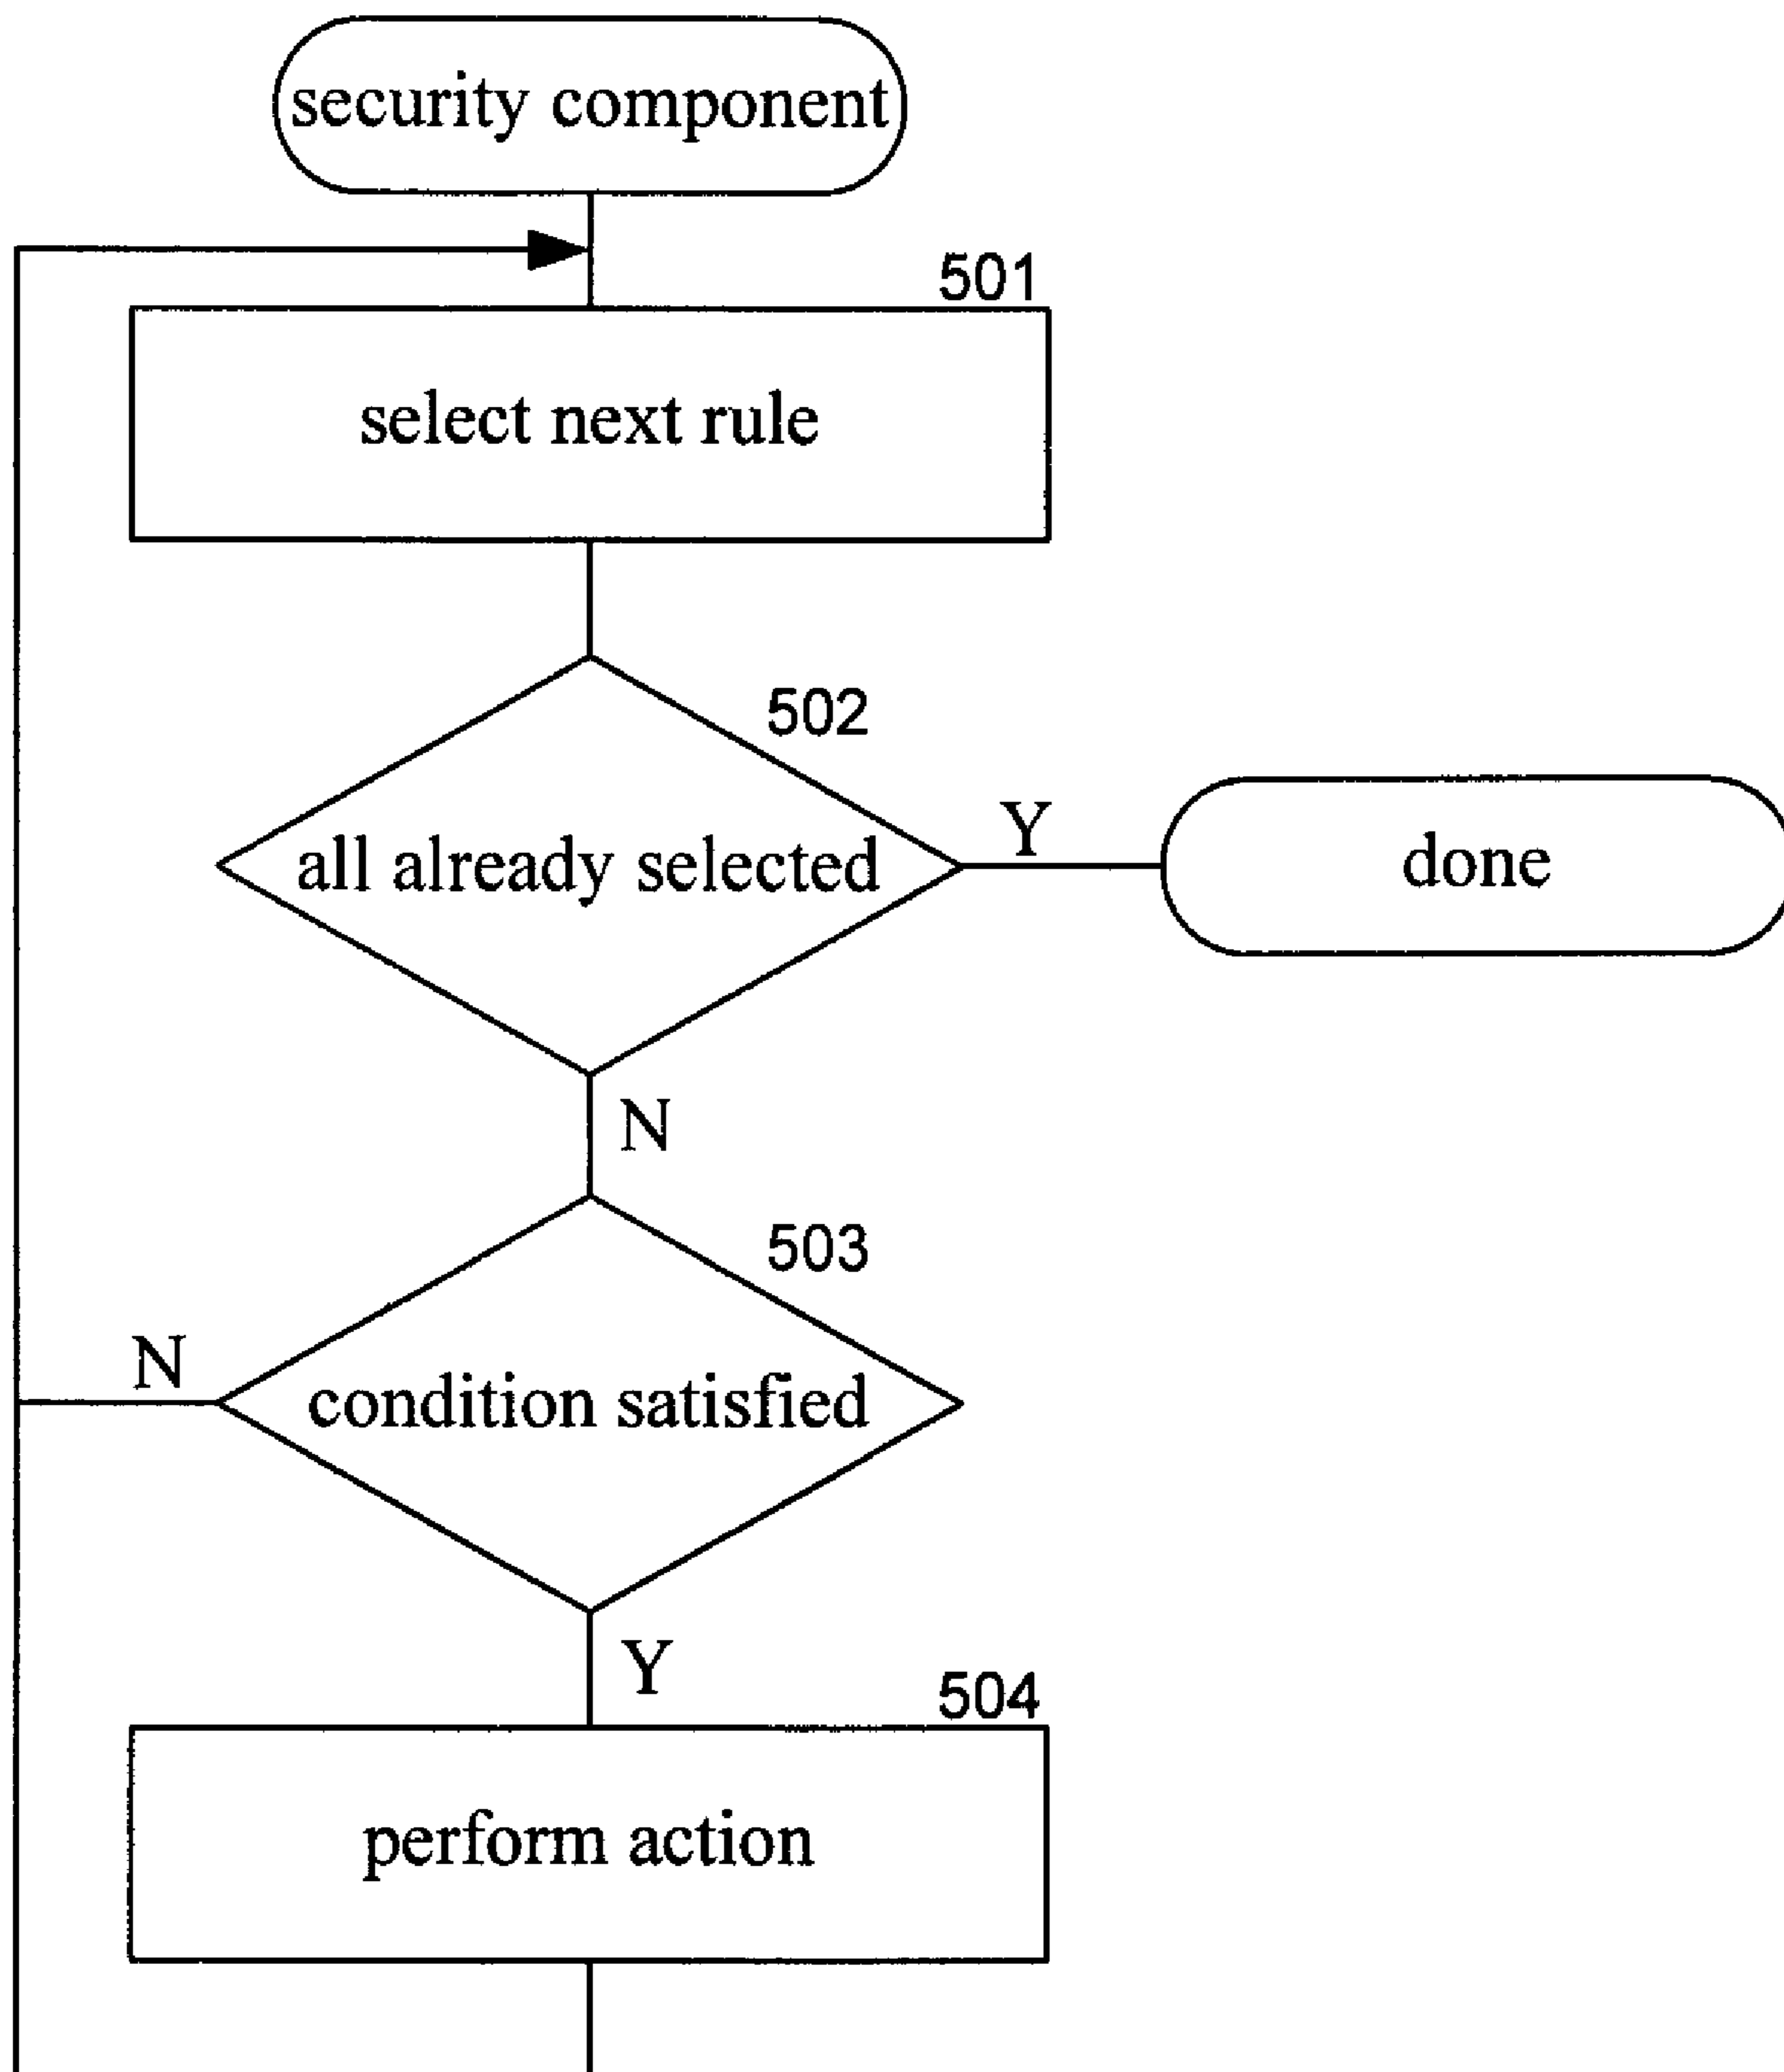 security component
501
select next rule
502
all already selected
Y
done
N
503
N
condition satisfied
Y
504
perform action